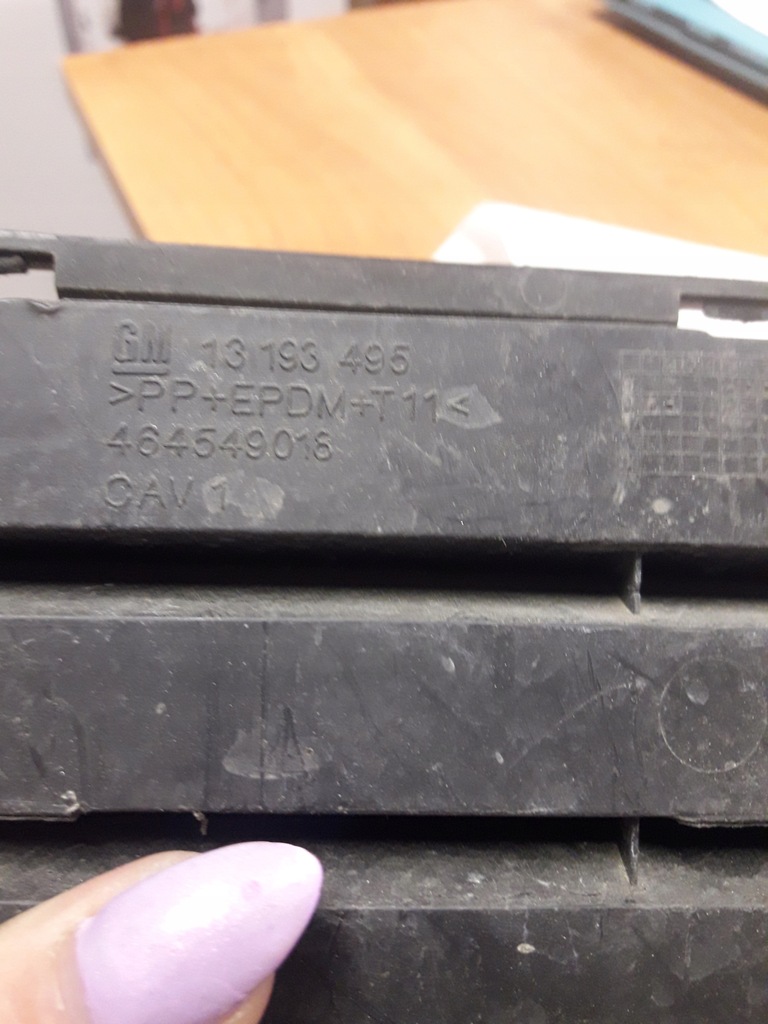 GM 13 193 495
>PP+EPDM+T11<
464549018
CAV 1